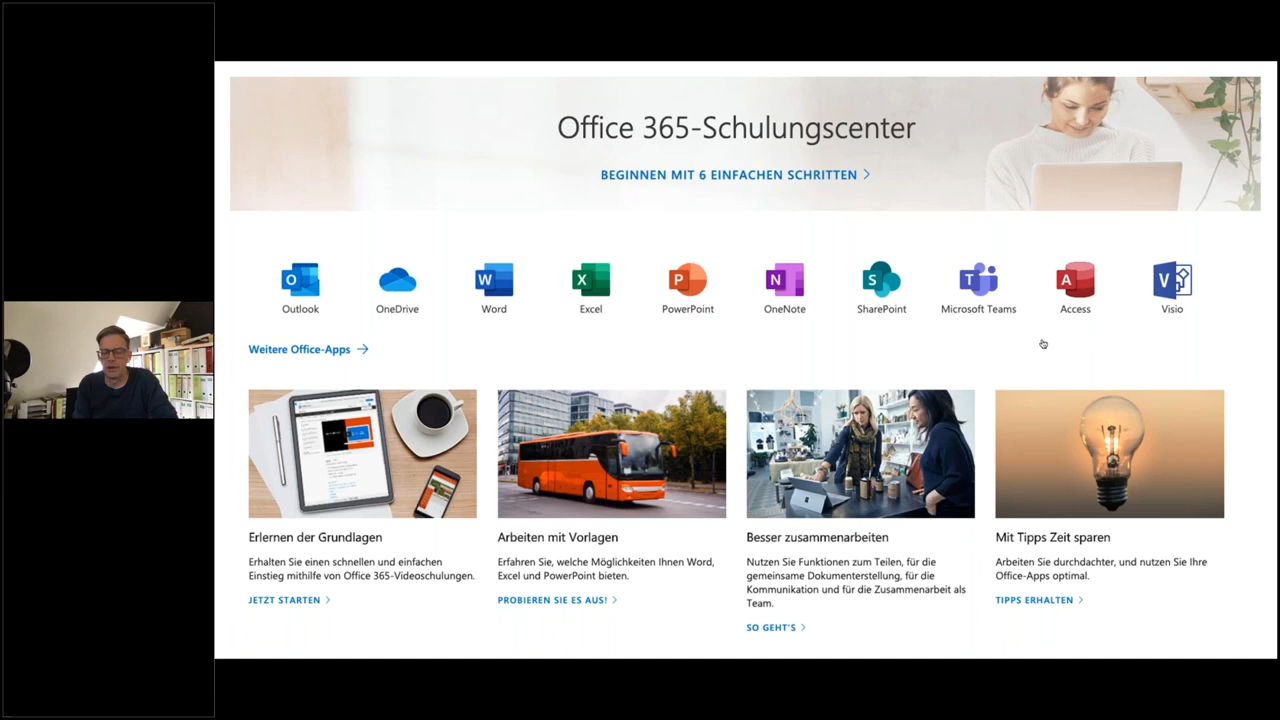 Office 365-Schulungscenter
BEGINNEN MIT 6 EINFACHEN SCHRITTEN
Outlook
OneDrive
Word
Excel
PowerPoint
OneNote
SharePoint
Microsoft Teams
Access
Visio
Weitere Office-Apps
Erlernen der Grundlagen
Erhalten Sie einen schnellen und einfachen
Einstieg mithilfe von Office 365-Videoschulungen.
JETZT STARTEN
Arbeiten mit Vorlagen
Erfahren Sie, welche Möglichkeiten Ihnen Word,
Excel und PowerPoint bieten.
PROBIEREN SIE ES AUS!
Besser zusammenarbeiten
Nutzen Sie Funktionen zum Teilen, für die
gemeinsame Dokumenterstellung, für die
Kommunikation und für die Zusammenarbeit als
Team.
SO GEHT'S
Mit Tipps Zeit sparen
Arbeiten Sie durchdachter, und nutzen Sie Ihre
Office-Apps optimal.
TIPPS ERHALTEN